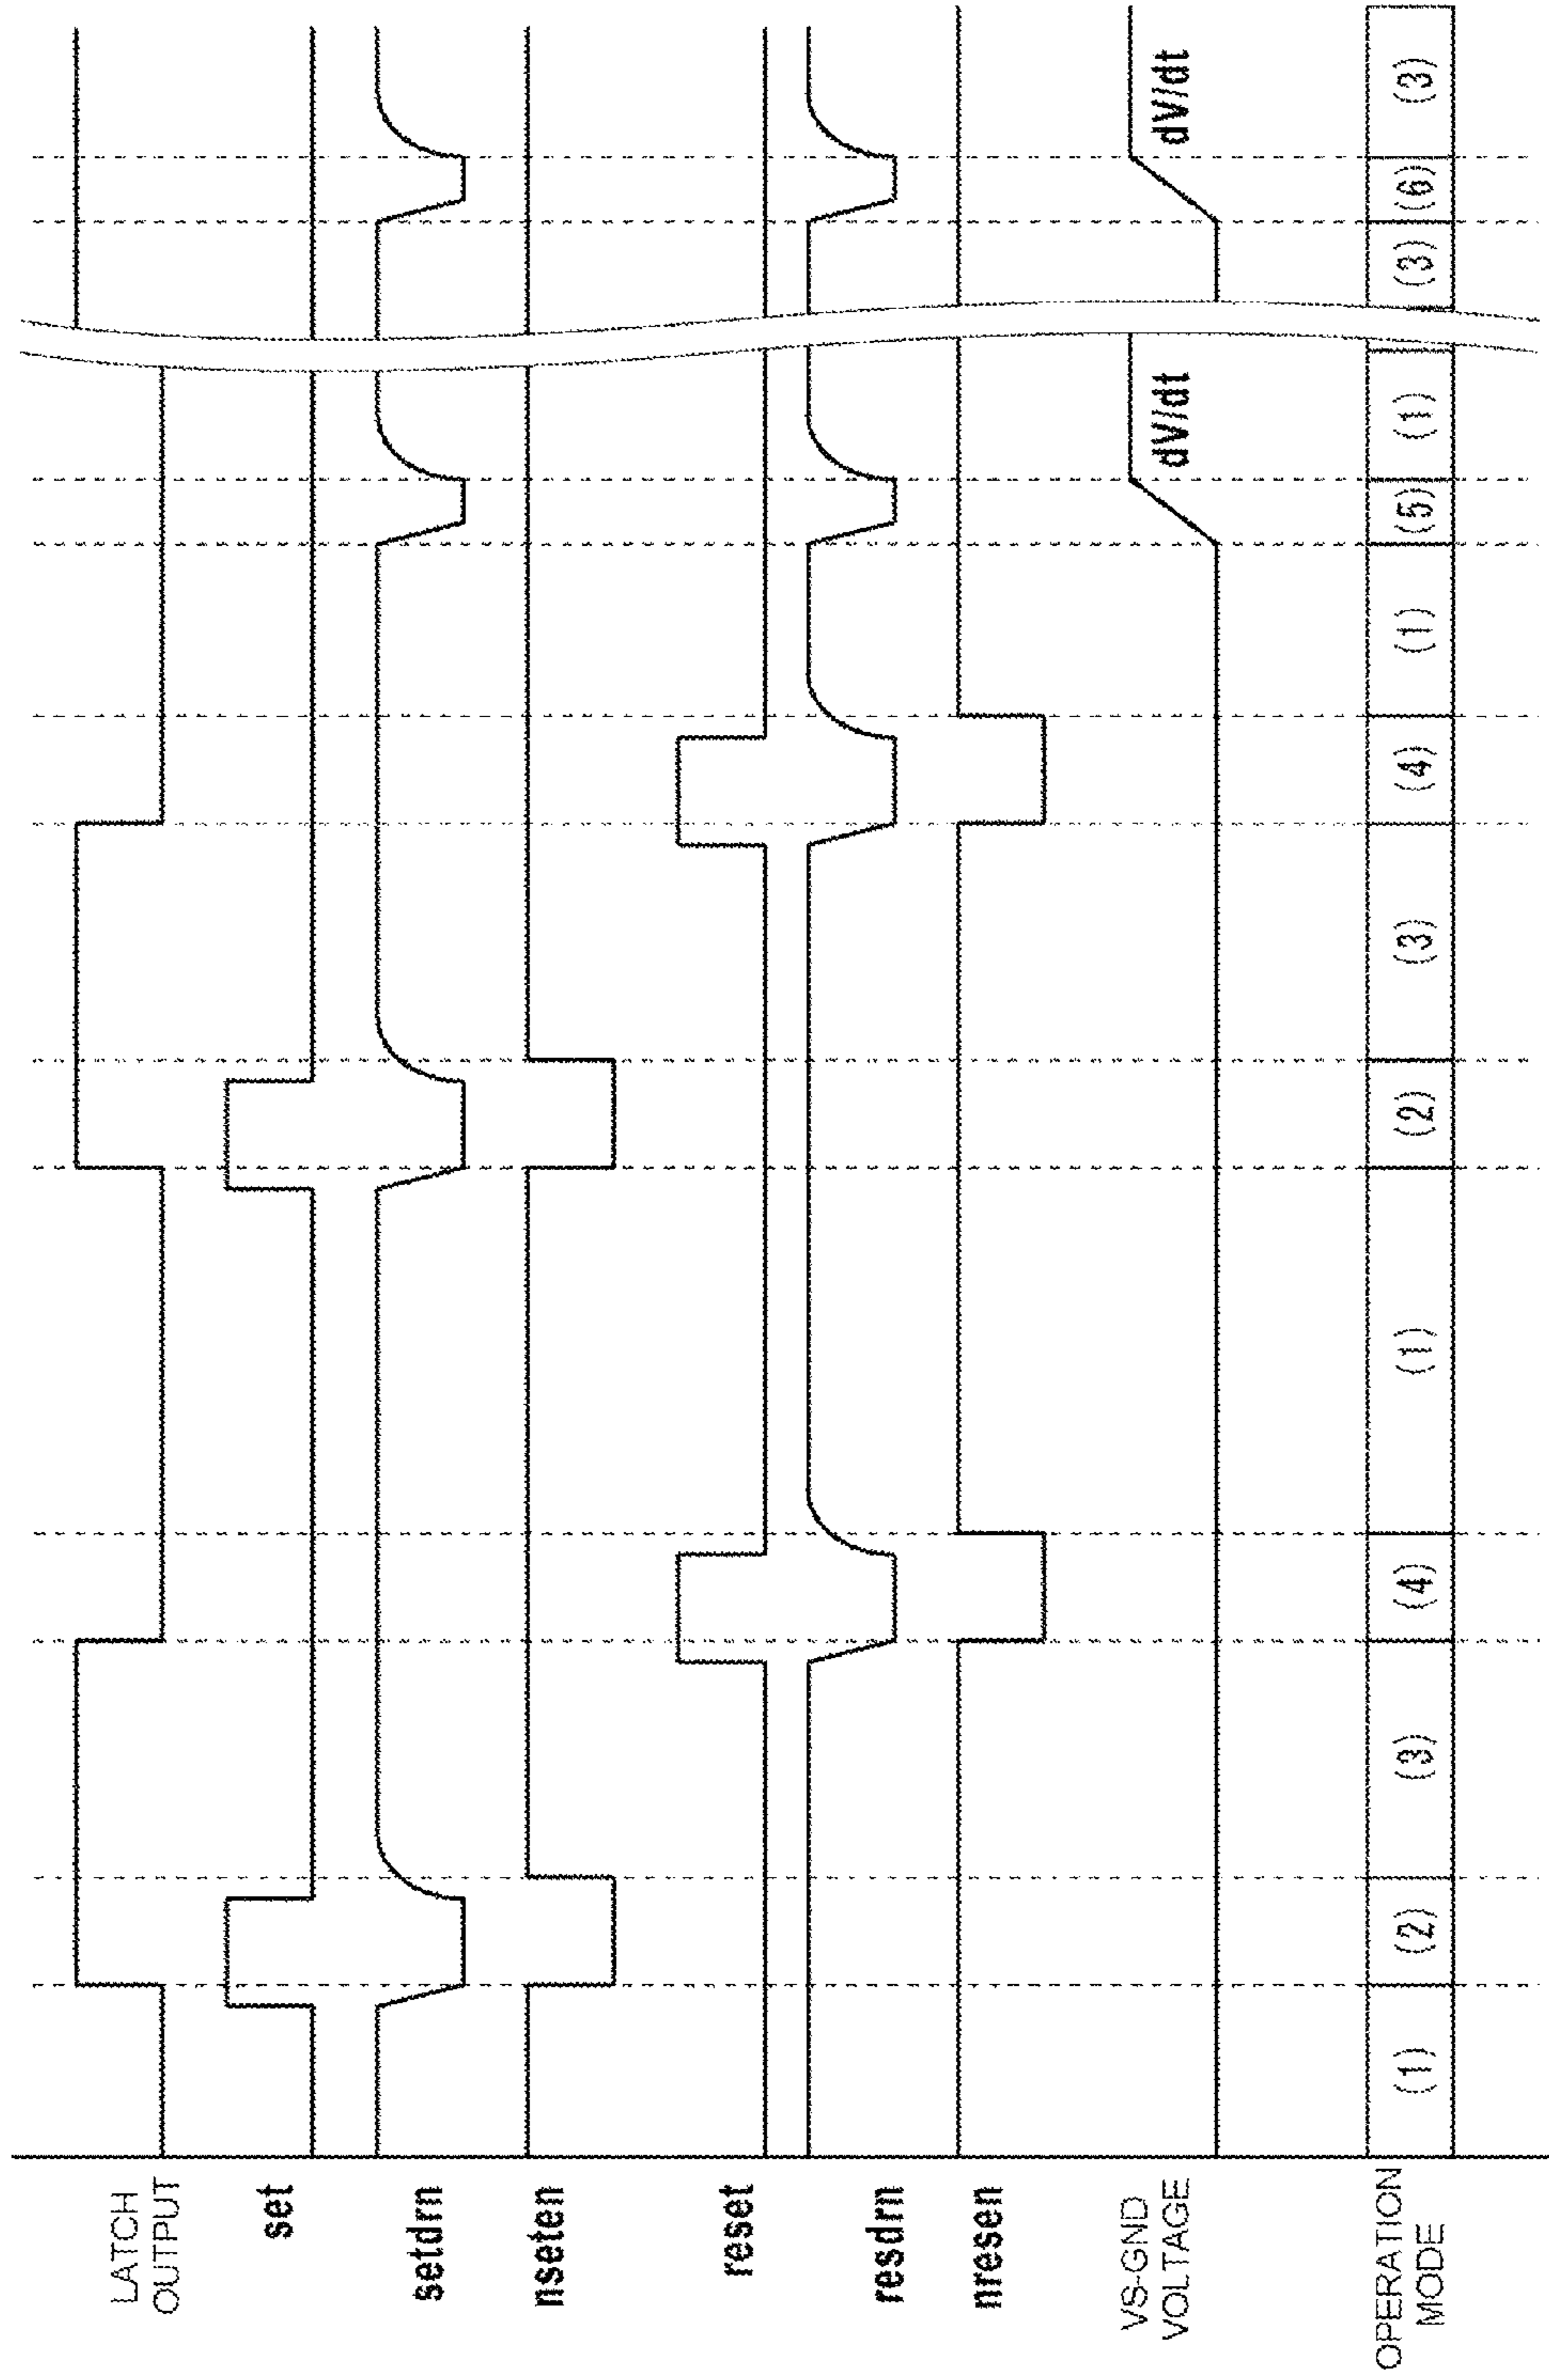 LATCH
OUTPUT
set
setdrn
nseten
reset
resdrn
nresen
VS-GND
VOLTAGE
dV/dt
dV/dt
OPERATION
MODE
(1)
(2)
(3)
(4)
(1)
(2)
(3)
(4)
(1)
(5)
(1)
(3)
(6)
(3)